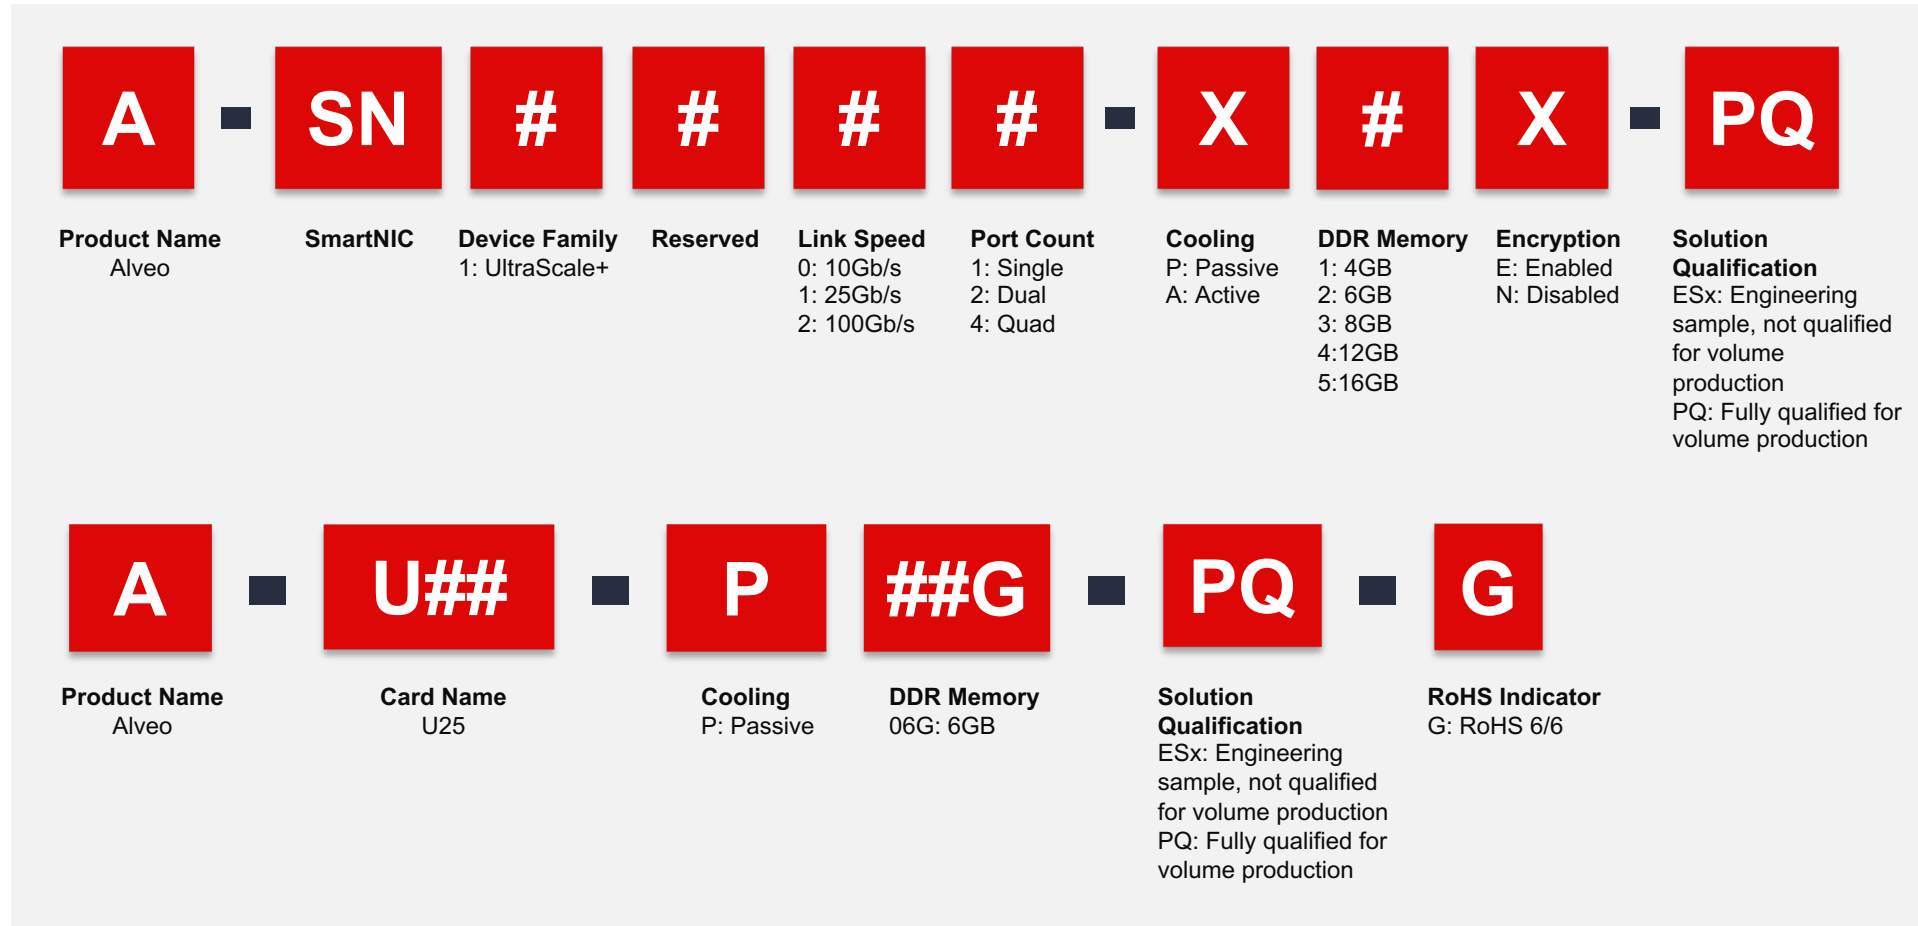 A - SN # # # # - X # X - PQ
Product Name
Alveo
SmartNIC
Device Family
1: UltraScale+
Reserved
Link Speed
0: 10Gb/s
1: 25Gb/s
2: 100Gb/s
Port Count
1: Single
2: Dual
4: Quad
Cooling
P: Passive
A: Active
DDR Memory
1: 4GB
2: 6GB
3: 8GB
4:12GB
5:16GB
Encryption
E: Enabled
N: Disabled
Solution
Qualification
ESx: Engineering
sample, not qualified
for volume
production
PQ: Fully qualified for
volume production
A - U## - P ##G - PQ - G
Product Name
Alveo
Card Name
U25
Cooling
P: Passive
DDR Memory
06G: 6GB
Solution
Qualification
ESx: Engineering
sample, not qualified
for volume production
PQ: Fully qualified for
volume production
RoHS Indicator
G: RoHS 6/6